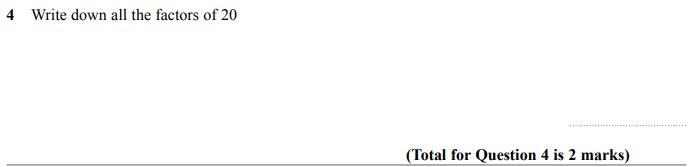 4 Write down all the factors of 20
(Total for Question 4 is 2 marks)